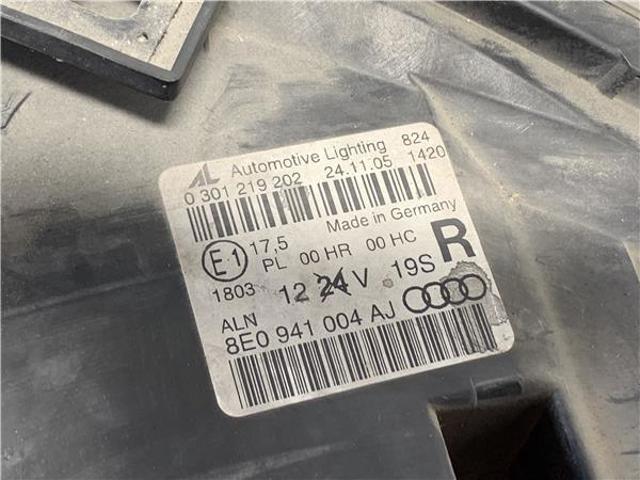 AL Automotive Lighting 824
0 301 219 202 24.11.05 1420
Made in Germany
E1 17,5 PL 00 HR 00 HC R
1803 12 24 V 19S
ALN
8E0 941 004 AJ